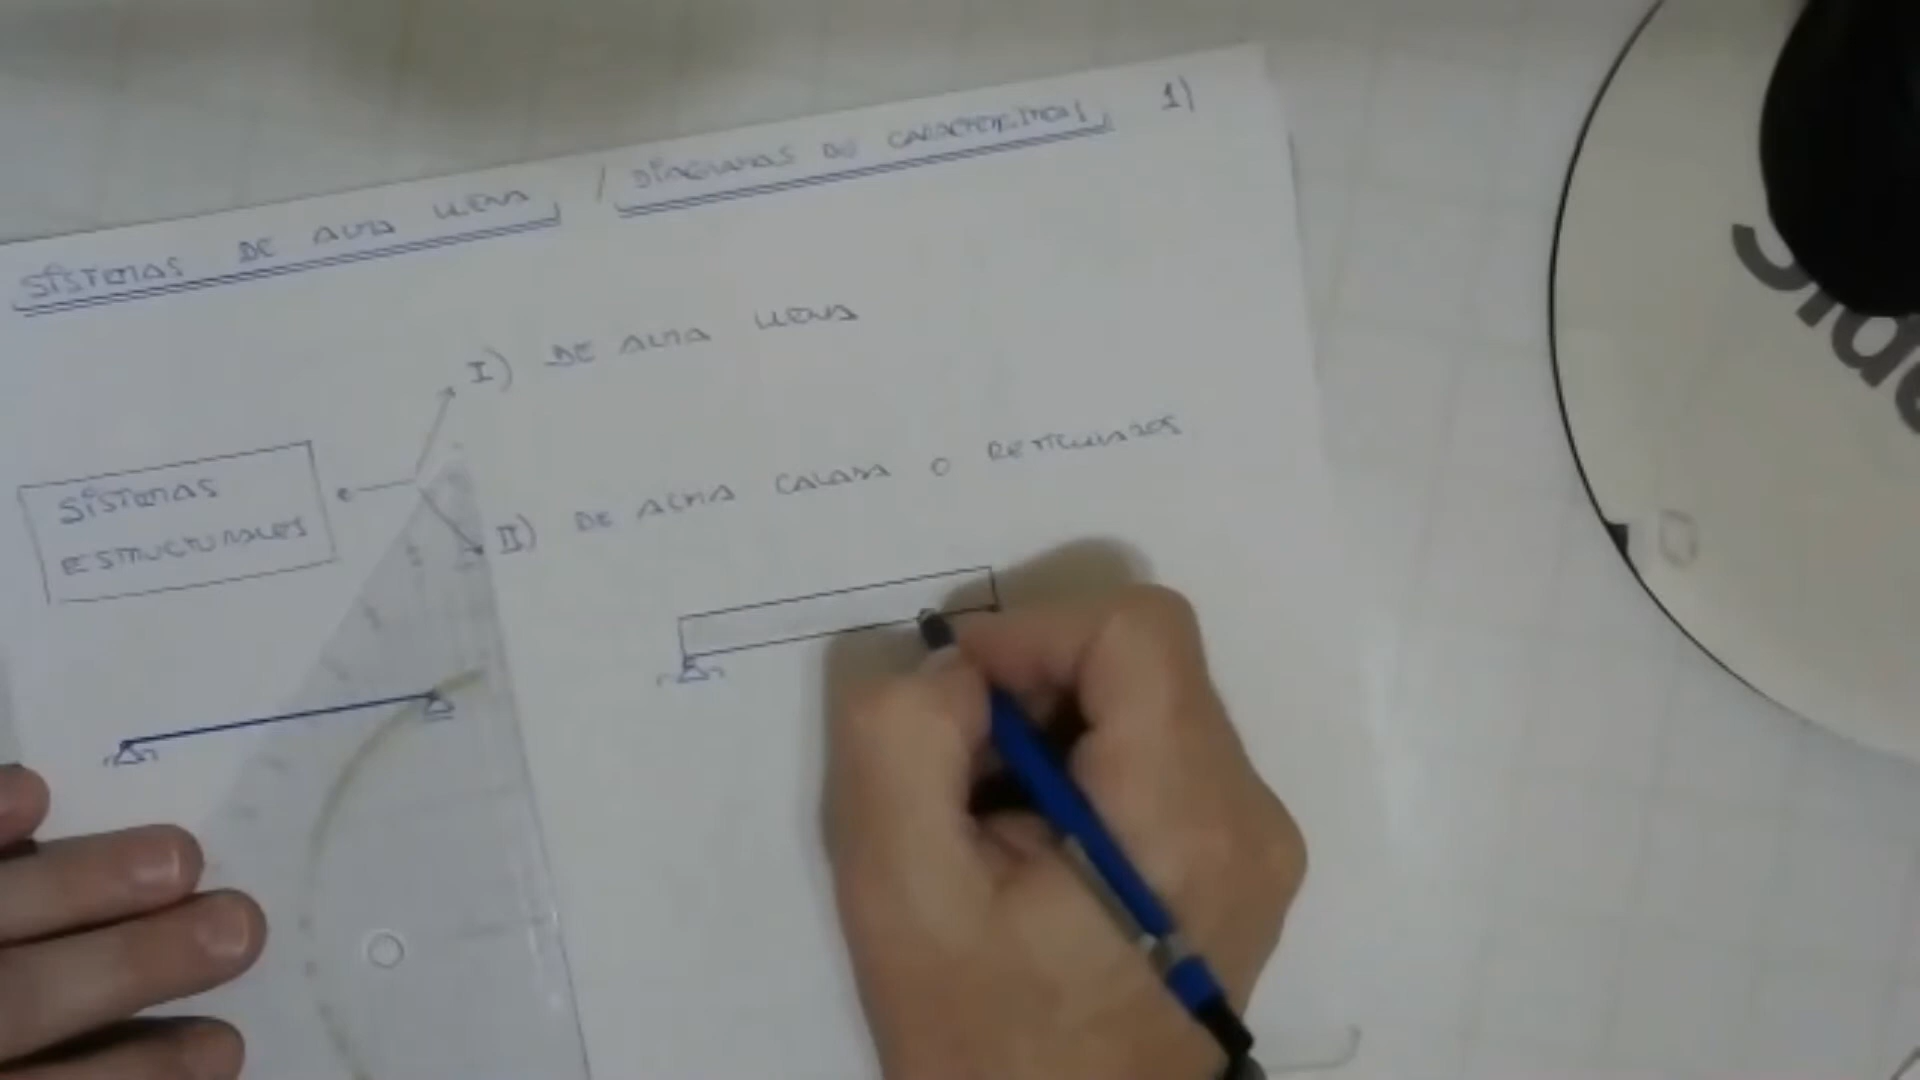 SISTEMAS DE ALMA LLENA / DIAGRAMAS DE CARACTERISTICAS 1)
I) DE ALMA LLENA
SISTEMAS
ESTRUCTURALES
II) DE ALMA CALADA O RETICULADOS